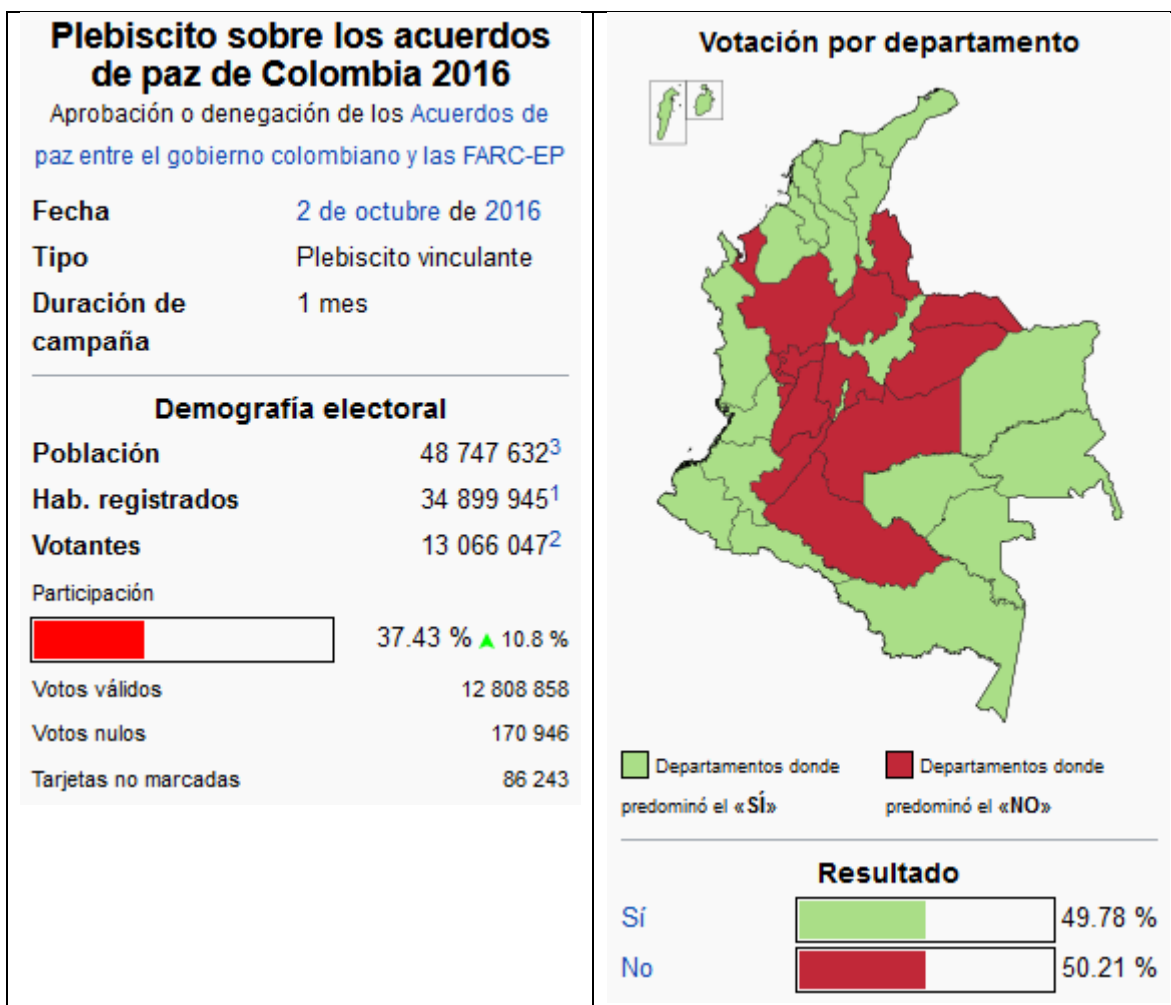 Plebiscito sobre los acuerdos
de paz de Colombia 2016
Aprobación o denegación de los Acuerdos de
paz entre el gobierno colombiano y las FARC-EP
Fecha 2 de octubre de 2016
Tipo Plebiscito vinculante
Duración de 1 mes
campaña
Demografía electoral
Población 48 747 632³
Hab. registrados 34 899 945¹
Votantes 13 066 047²
Participación
37.43 % ▲ 10.8 %
Votos válidos 12 808 858
Votos nulos 170 946
Tarjetas no marcadas 86 243
Votación por departamento
Departamentos donde
predominó el «SÍ»
Departamentos donde
predominó el «NO»
Resultado
Sí 49.78 %
No 50.21 %